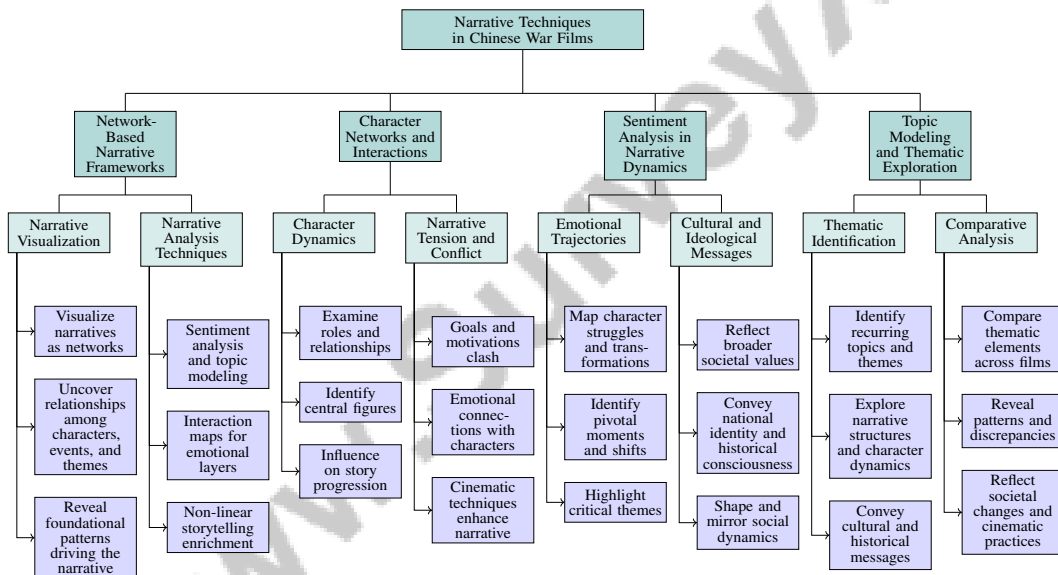 Narrative Techniques
in Chinese War Films
Network-
Based
Narrative
Frameworks
Character
Networks and
Interactions
Sentiment
Analysis in
Narrative
Dynamics
Topic
Modeling
and Thematic
Exploration
Narrative
Visualization
Narrative
Analysis
Techniques
Character
Dynamics
Narrative
Tension and
Conflict
Emotional
Trajectories
Cultural and
Ideological
Messages
Thematic
Identification
Comparative
Analysis
Visualize
narratives
as networks
Uncover
relationships
among
characters,
events, and
themes
Reveal
foundational
patterns
driving the
narrative
Sentiment
analysis
and topic
modeling
Interaction
maps for
emotional
layers
Non-linear
storytelling
enrichment
Examine
roles and
relationships
Identify
central figures
Influence
on story
progression
Goals and
motivations
clash
Emotional
connec-
tions with
characters
Cinematic
techniques
enhance
narrative
Map character
struggles
and trans-
formations
Identify
pivotal
moments
and shifts
Highlight
critical themes
Reflect
broader
societal
values
Convey
national
identity and
historical
consciousness
Shape and
mirror social
dynamics
Identify
recurring
topics and
themes
Explore
narrative
structures
and character
dynamics
Convey
cultural and
historical
messages
Compare
thematic
elements
across films
Reveal
patterns and
discrepancies
Reflect
societal
changes and
cinematic
practices
www.surveyx